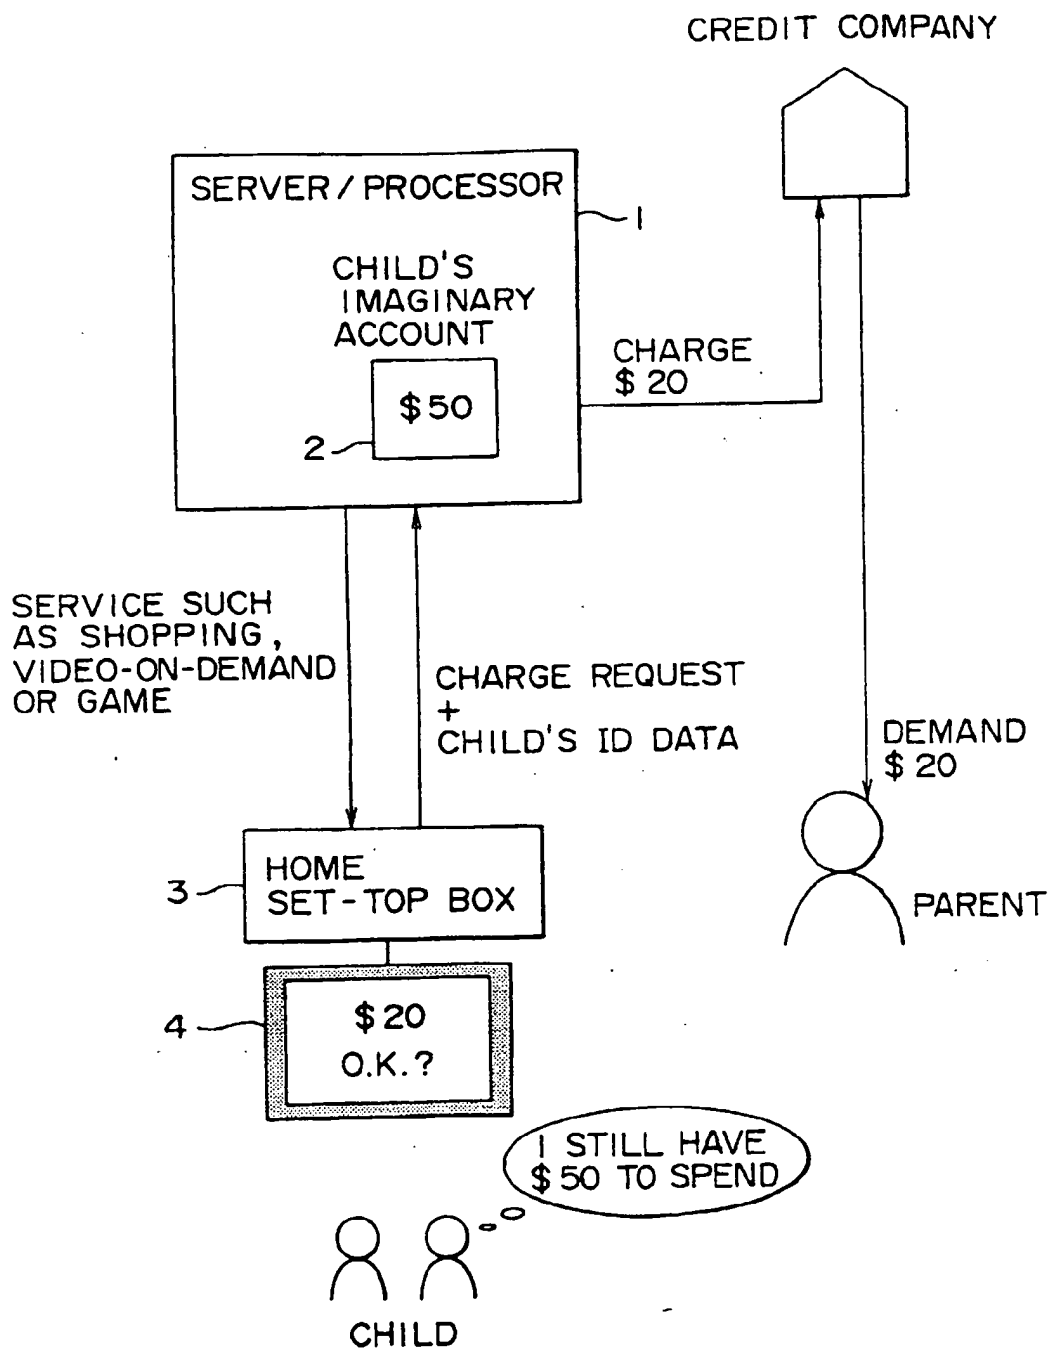 CREDIT COMPANY
SERVER/PROCESSOR
1
CHILD'S
IMAGINARY
ACCOUNT
$50
2
CHARGE
$20
SERVICE SUCH
AS SHOPPING,
VIDEO-ON-DEMAND
OR GAME
CHARGE REQUEST
+
CHILD'S ID DATA
DEMAND
$20
PARENT
HOME
SET-TOP BOX
3
$20
O.K.?
4
I STILL HAVE
$50 TO SPEND
CHILD